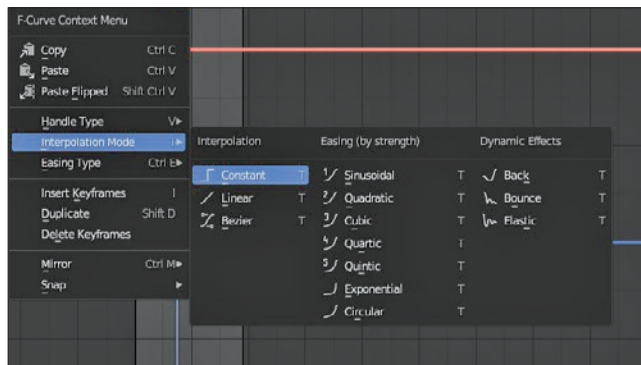 F-Curve Context Menu
Copy Ctrl C
Paste Ctrl V
Paste Flipped Shift Ctrl V
Handle Type V
Interpolation Mode T
Easing Type Ctrl E
Insert Keyframes I
Duplicate Shift D
Delete Keyframes
Mirror Ctrl M
Snap
Interpolation
Constant T
Linear T
Bezier T
Easing (by strength)
Sinusoidal T
Quadratic T
Cubic T
Quartic T
Quintic T
Exponential T
Circular T
Dynamic Effects
Back T
Bounce T
Elastic T